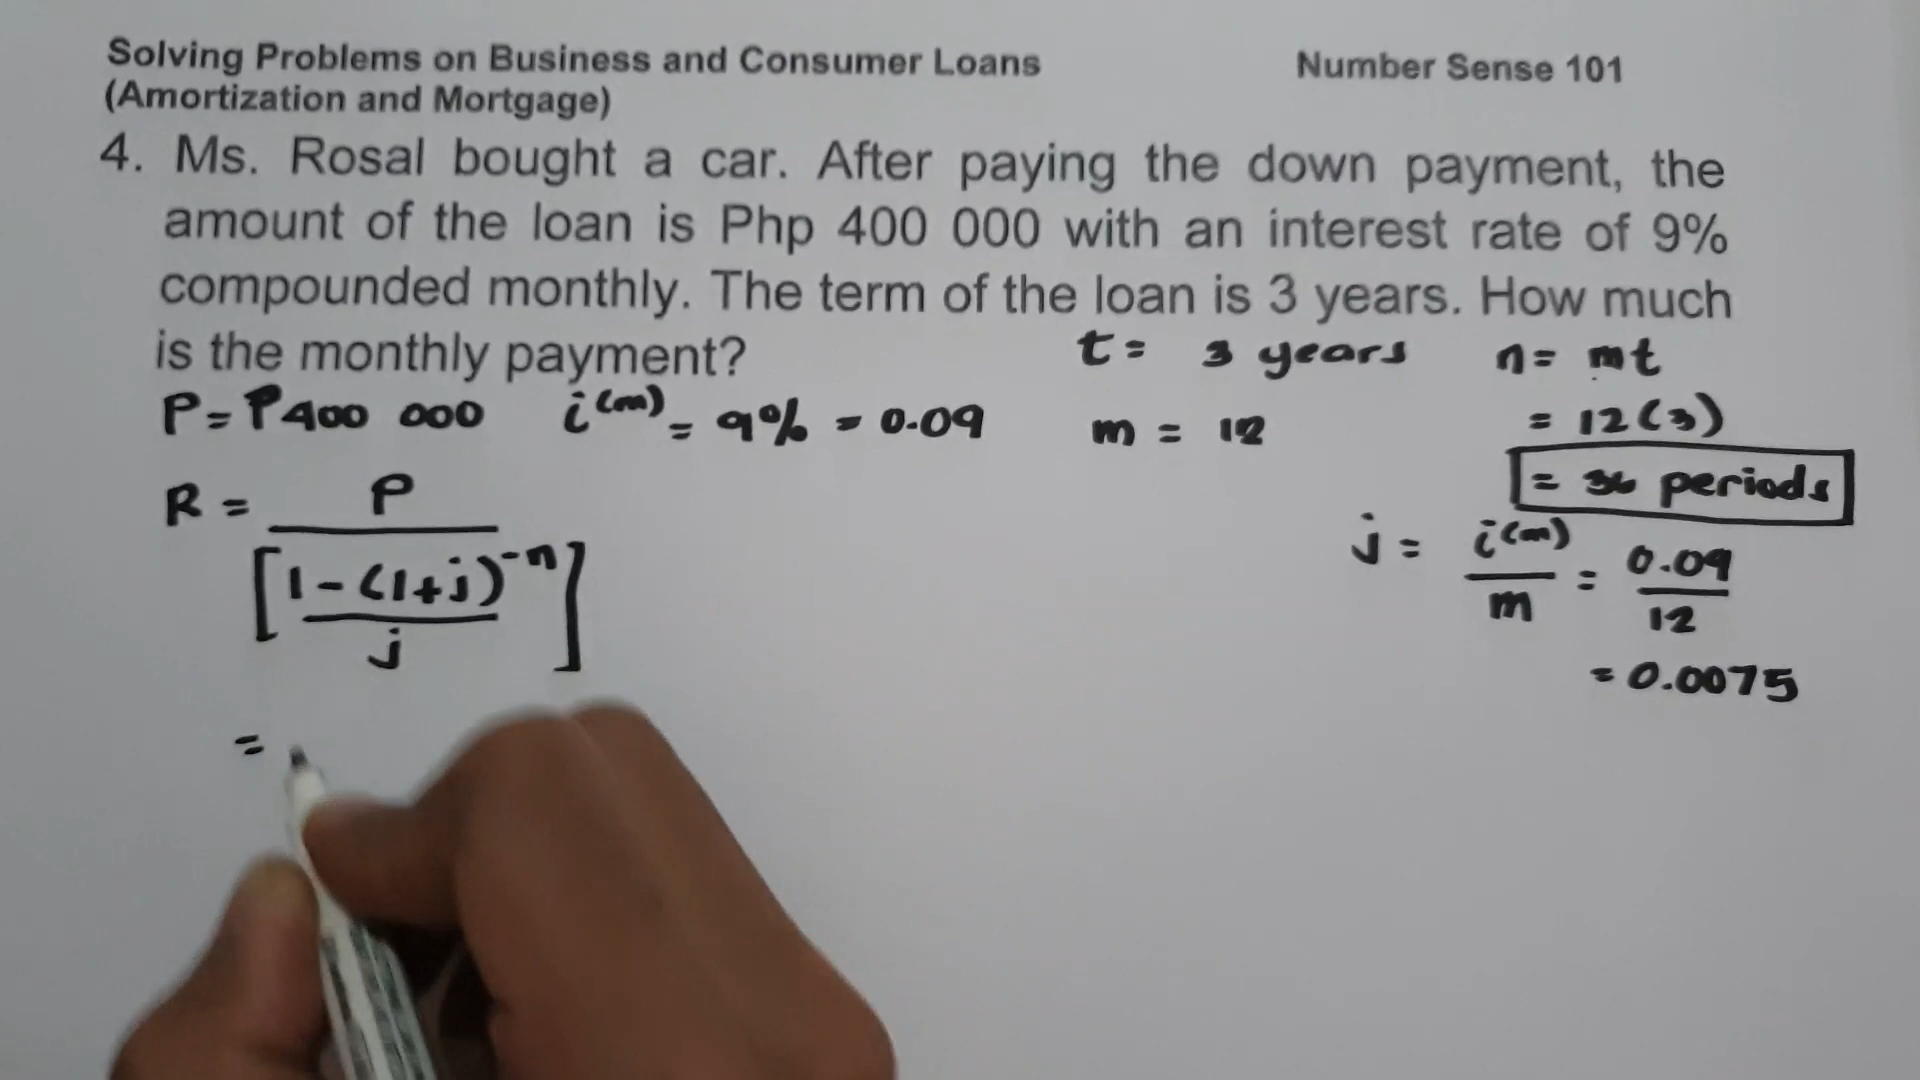 Solving Problems on Business and Consumer Loans Number Sense 101
(Amortization and Mortgage)
4. Ms. Rosal bought a car. After paying the down payment, the
amount of the loan is Php 400 000 with an interest rate of 9%
compounded monthly. The term of the loan is 3 years. How much
is the monthly payment?
t = 3 years n = mt
P = ₱400 000 i^(m) = 9% = 0.09 m = 12 = 12(3)
= 36 periods
R = P
[1-(1+j)^-n]
j
j = i^(m) = 0.09
m 12
= 0.0075
=